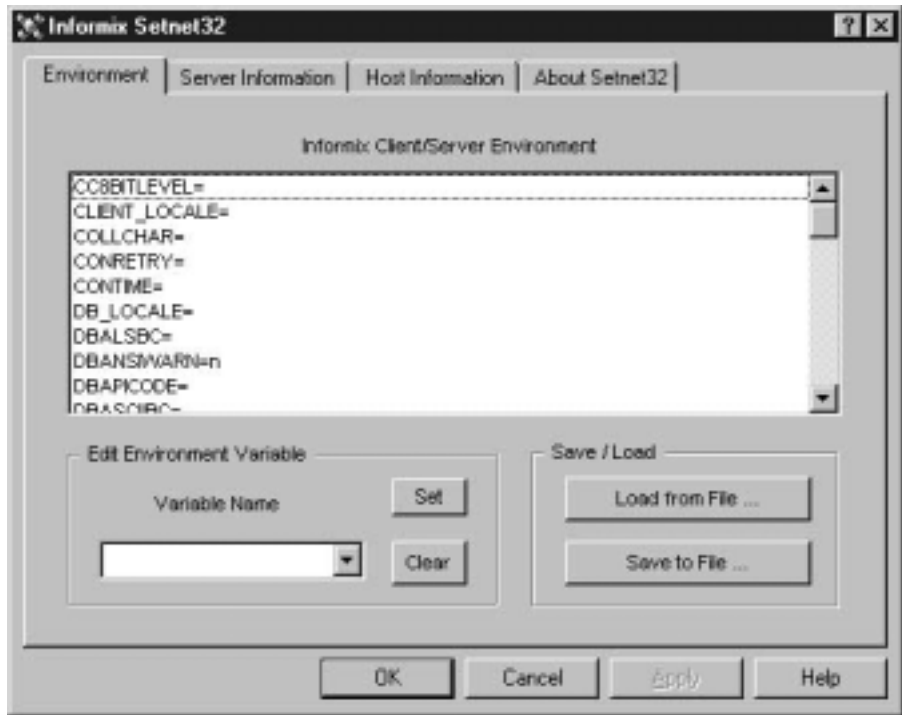 Informix Setnet32
Environment
Server Information
Host Information
About Setnet32
Informix Client/Server Environment
CC8BITLEVEL=
CLIENT_LOCALE=
COLLCHAR=
CONRETRY=
CONTIME=
DB_LOCALE=
DBALSBC=
DBANSIWARN=n
DBAPICODE=
DBASCIIBC=
Edit Environment Variable
Save / Load
Variable Name
Set
Load from File ...
Clear
Save to File ...
OK
Cancel
Apply
Help